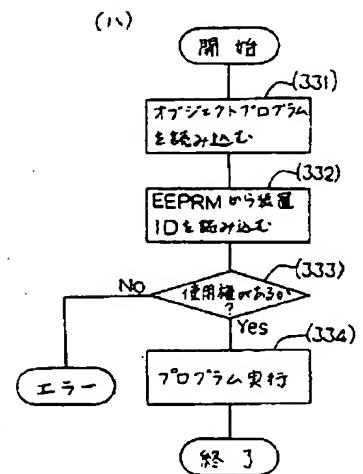 (ハ)
開始
(331)
オブジェクトプログラム
を読み込む
(332)
EEPRMから装置
IDを読み込む
(333)
使用権があるか
?
No
Yes
(334)
プログラム実行
エラー
終了